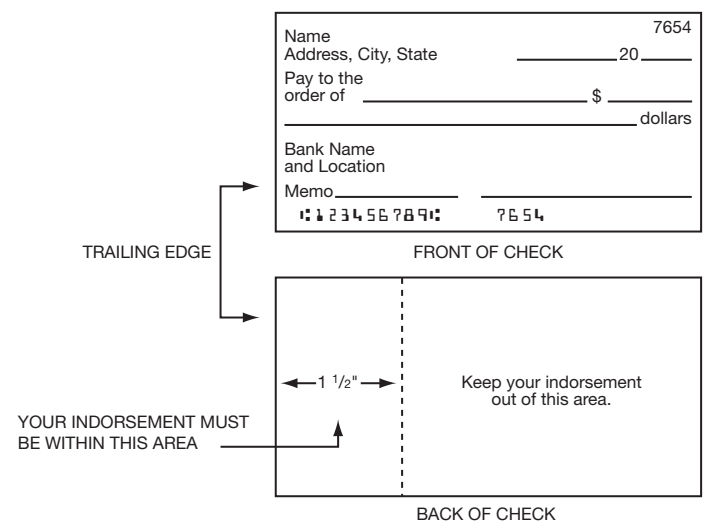 7654
Name
Address, City, State
20
Pay to the
order of $
dollars
Bank Name
and Location
Memo
⑆123456789⑆ 7654
TRAILING EDGE
FRONT OF CHECK
1 1/2"
Keep your indorsement
out of this area.
YOUR INDORSEMENT MUST
BE WITHIN THIS AREA
BACK OF CHECK